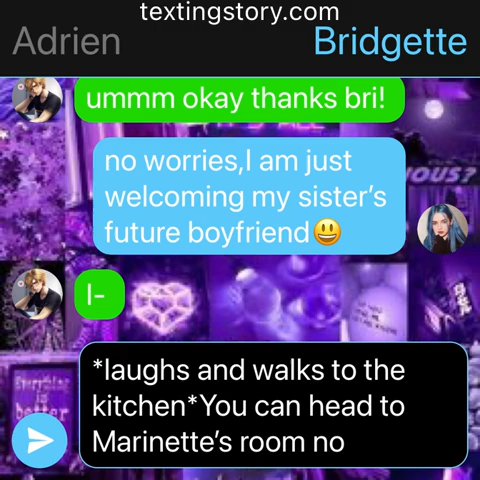 textingstory.com
Adrien
Bridgette
ummm okay thanks bri!
no worries,I am just
welcoming my sister’s
future boyfriend😃
I-
*laughs and walks to the
kitchen*You can head to
Marinette’s room no